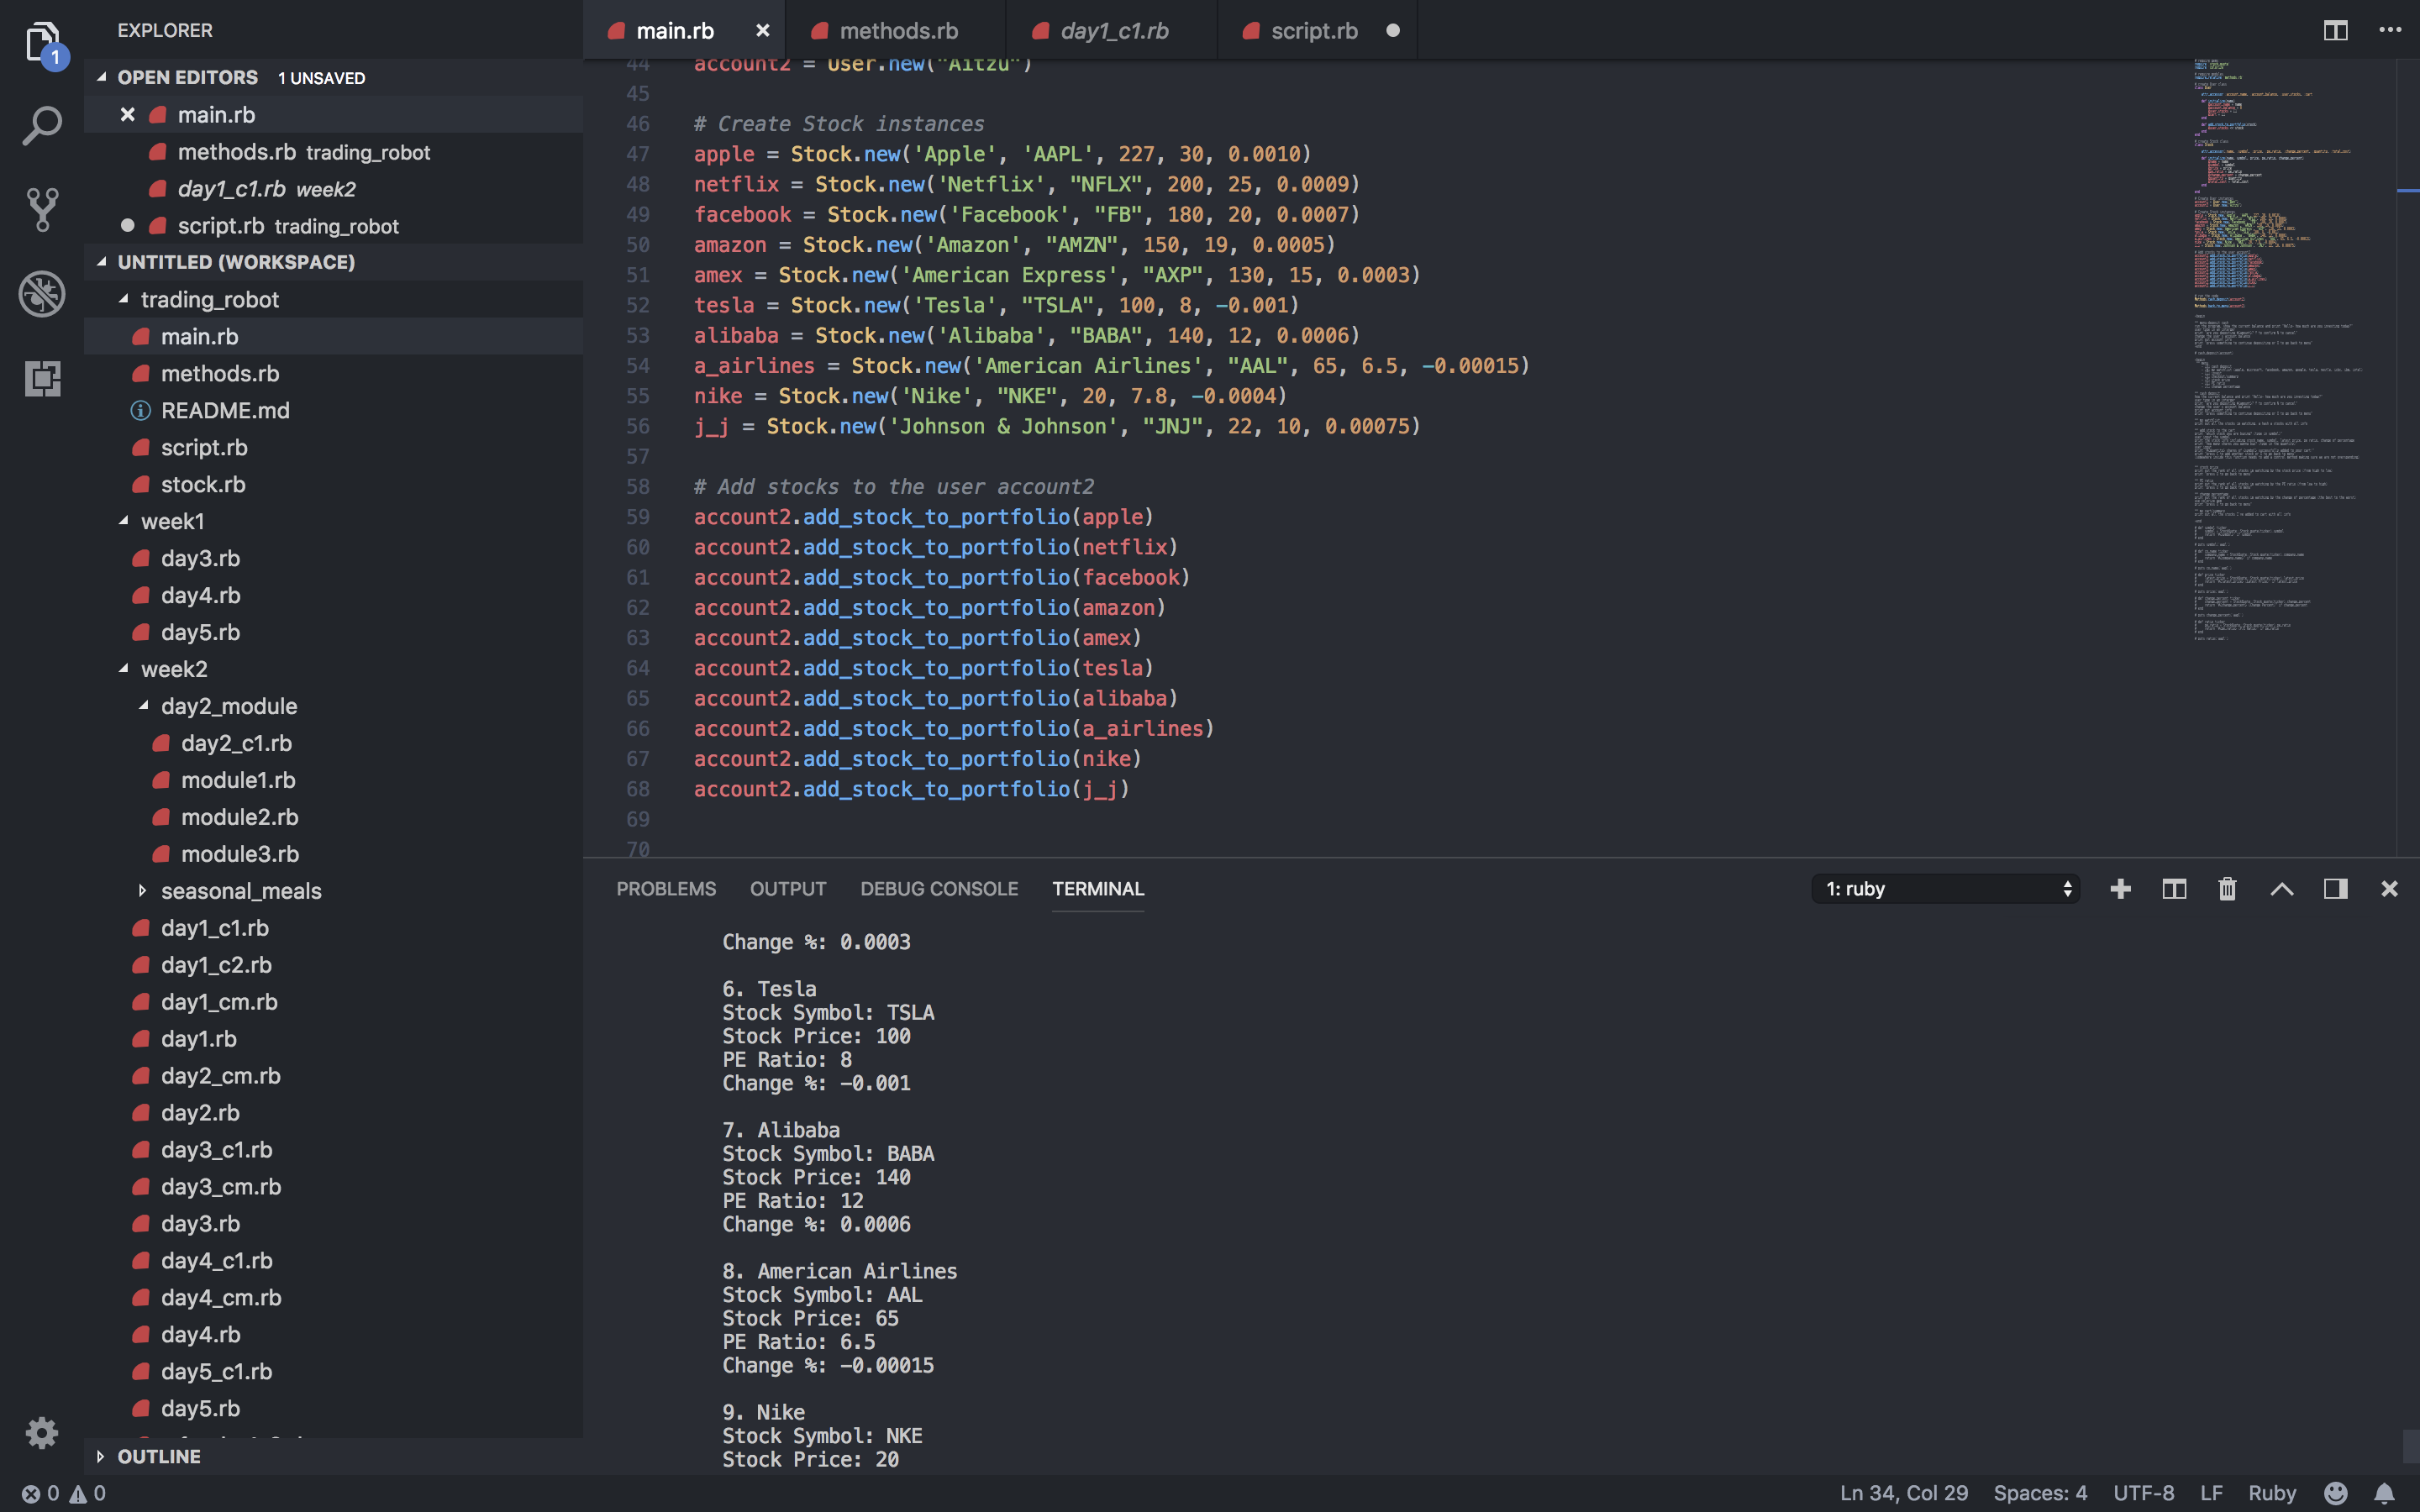 EXPLORER
OPEN EDITORS 1 UNSAVED
main.rb
methods.rb trading_robot
day1_c1.rb week2
script.rb trading_robot
UNTITLED (WORKSPACE)
trading_robot
main.rb
methods.rb
README.md
script.rb
stock.rb
week1
day3.rb
day4.rb
day5.rb
week2
day2_module
day2_c1.rb
module1.rb
module2.rb
module3.rb
seasonal_meals
day1_c1.rb
day1_c2.rb
day1_cm.rb
day1.rb
day2_cm.rb
day2.rb
day3_c1.rb
day3_cm.rb
day3.rb
day4_c1.rb
day4_cm.rb
day4.rb
day5_c1.rb
day5.rb
OUTLINE
1
main.rb methods.rb day1_c1.rb script.rb
44 account2 = User.new("Aitzu")
45
46 # Create Stock instances
47 apple = Stock.new('Apple', 'AAPL', 227, 30, 0.0010)
48 netflix = Stock.new('Netflix', "NFLX", 200, 25, 0.0009)
49 facebook = Stock.new('Facebook', "FB", 180, 20, 0.0007)
50 amazon = Stock.new('Amazon', "AMZN", 150, 19, 0.0005)
51 amex = Stock.new('American Express', "AXP", 130, 15, 0.0003)
52 tesla = Stock.new('Tesla', "TSLA", 100, 8, -0.001)
53 alibaba = Stock.new('Alibaba', "BABA", 140, 12, 0.0006)
54 a_airlines = Stock.new('American Airlines', "AAL", 65, 6.5, -0.00015)
55 nike = Stock.new('Nike', "NKE", 20, 7.8, -0.0004)
56 j_j = Stock.new('Johnson & Johnson', "JNJ", 22, 10, 0.00075)
57
58 # Add stocks to the user account2
59 account2.add_stock_to_portfolio(apple)
60 account2.add_stock_to_portfolio(netflix)
61 account2.add_stock_to_portfolio(facebook)
62 account2.add_stock_to_portfolio(amazon)
63 account2.add_stock_to_portfolio(amex)
64 account2.add_stock_to_portfolio(tesla)
65 account2.add_stock_to_portfolio(alibaba)
66 account2.add_stock_to_portfolio(a_airlines)
67 account2.add_stock_to_portfolio(nike)
68 account2.add_stock_to_portfolio(j_j)
69
70
PROBLEMS OUTPUT DEBUG CONSOLE TERMINAL 1: ruby
Change %: 0.0003
6. Tesla
Stock Symbol: TSLA
Stock Price: 100
PE Ratio: 8
Change %: -0.001
7. Alibaba
Stock Symbol: BABA
Stock Price: 140
PE Ratio: 12
Change %: 0.0006
8. American Airlines
Stock Symbol: AAL
Stock Price: 65
PE Ratio: 6.5
Change %: -0.00015
9. Nike
Stock Symbol: NKE
Stock Price: 20
0 0 Ln 34, Col 29 Spaces: 4 UTF-8 LF Ruby